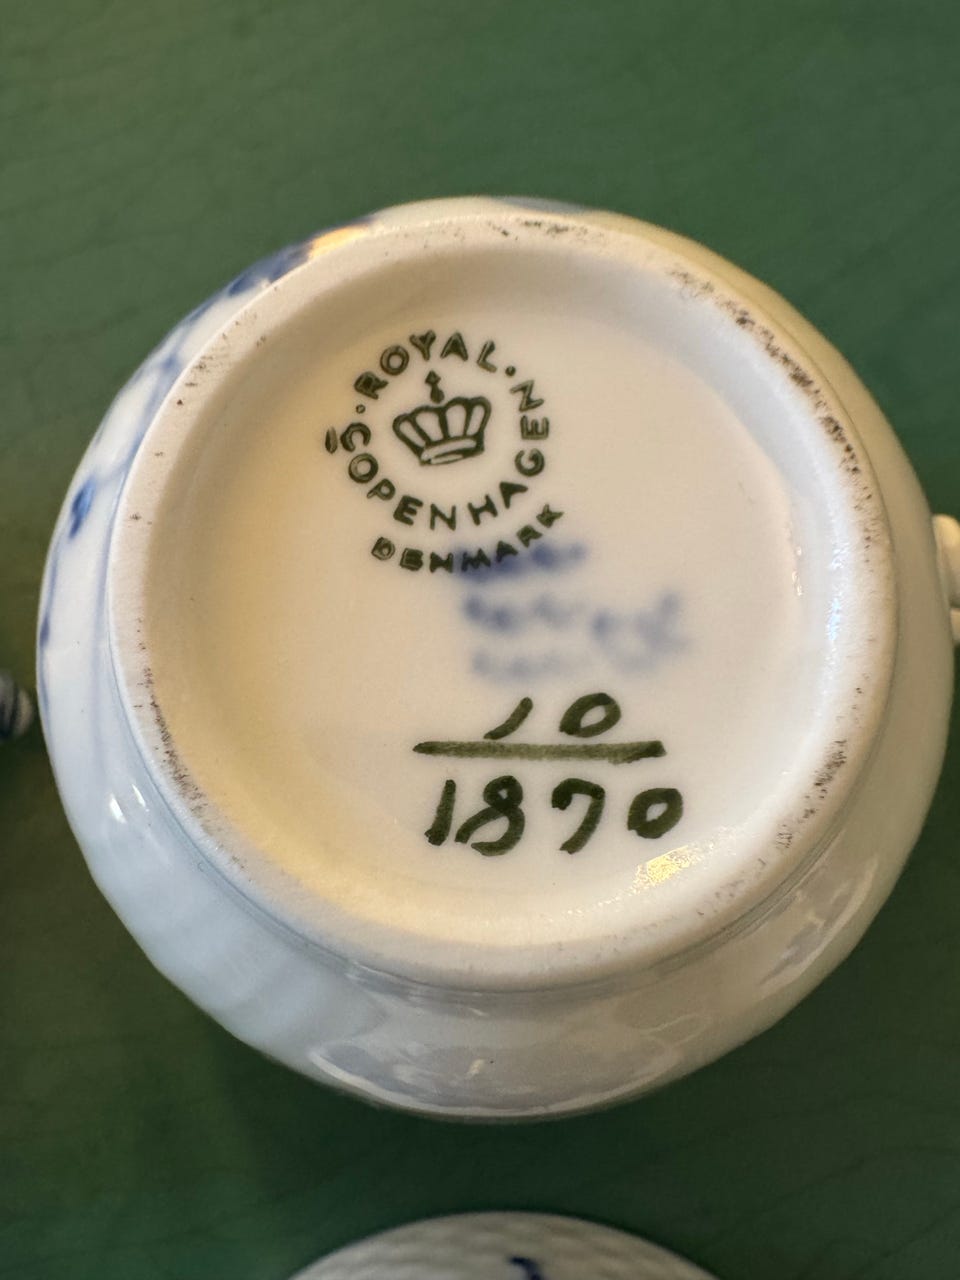 ROYAL · COPENHAGEN
DENMARK
10
1870